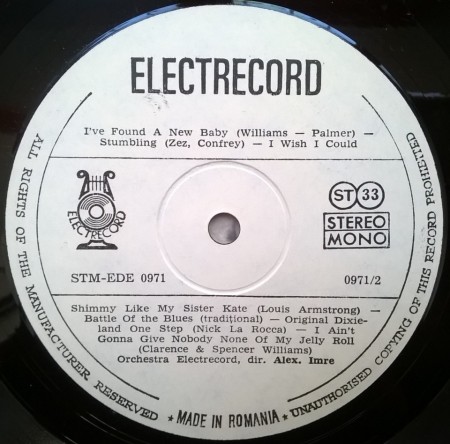 ELECTRECORD
I've Found A New Baby (Williams — Palmer) —
Stumbling (Zez, Confrey) — I Wish I Could
ELECTRECORD
ST 33
STEREO
MONO
STM-EDE 0971
0971/2
Shimmy Like My Sister Kate (Louis Armstrong) —
Battle Of the Blues (tradițional) — Original Dixie-
land One Step (Nick La Rocca) — I Ain't
Gonna Give Nobody None Of My Jelly Roll
(Clarence & Spencer Williams)
Orchestra Electrecord, dir. Alex. Imre
ALL RIGHTS OF THE MANUFACTURER RESERVED * MADE IN ROMANIA * UNAUTHORISED COPYING OF THIS RECORD PROHIBITED